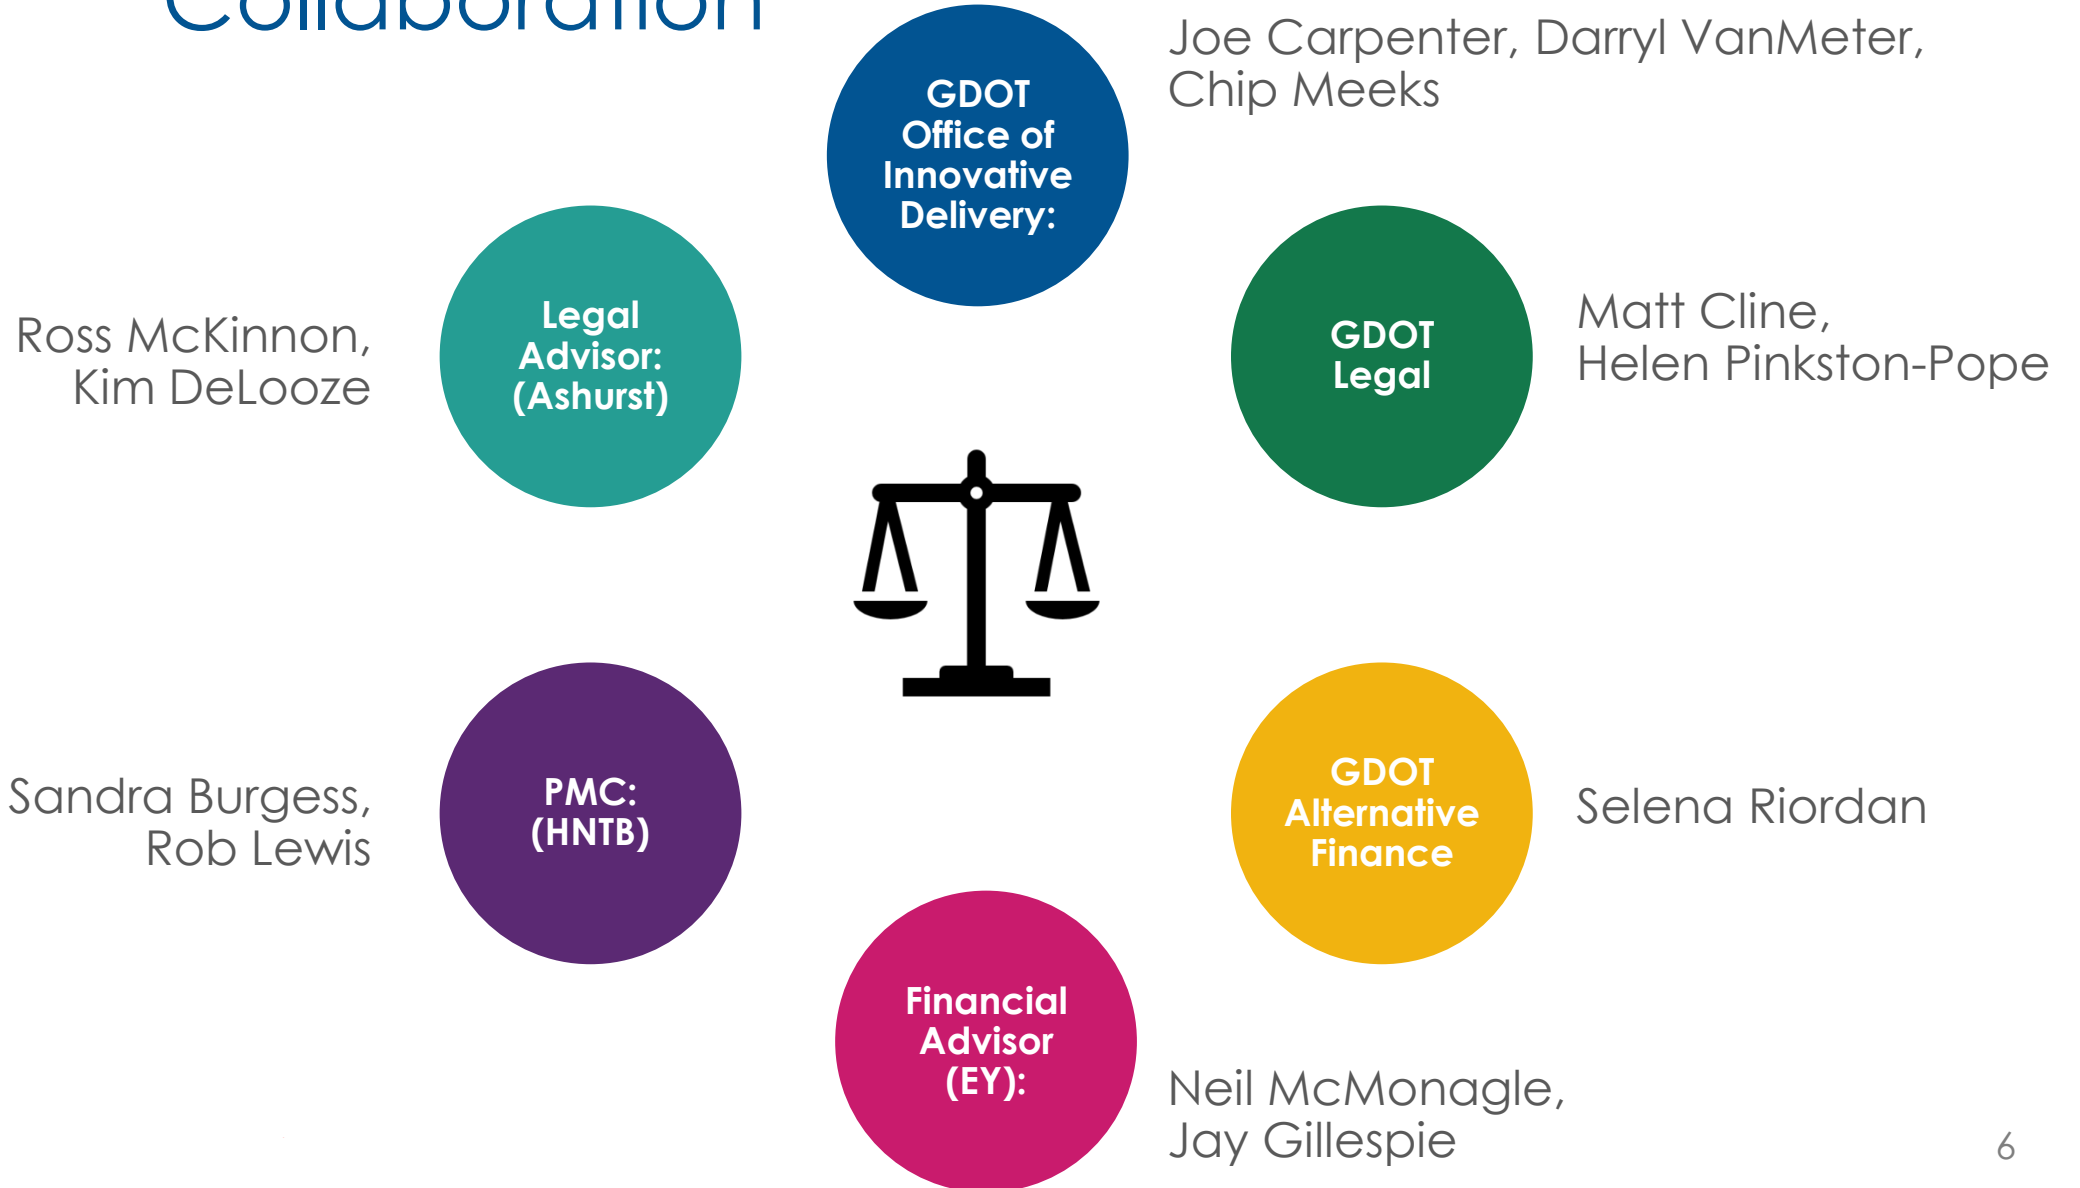 Collaboration
GDOT
Office of
Innovative
Delivery:
Joe Carpenter, Darryl VanMeter,
Chip Meeks
Ross McKinnon,
Kim DeLooze
Legal
Advisor:
(Ashurst)
GDOT
Legal
Matt Cline,
Helen Pinkston-Pope
Sandra Burgess,
Rob Lewis
PMC:
(HNTB)
GDOT
Alternative
Finance
Selena Riordan
Financial
Advisor
(EY):
Neil McMonagle,
Jay Gillespie
6